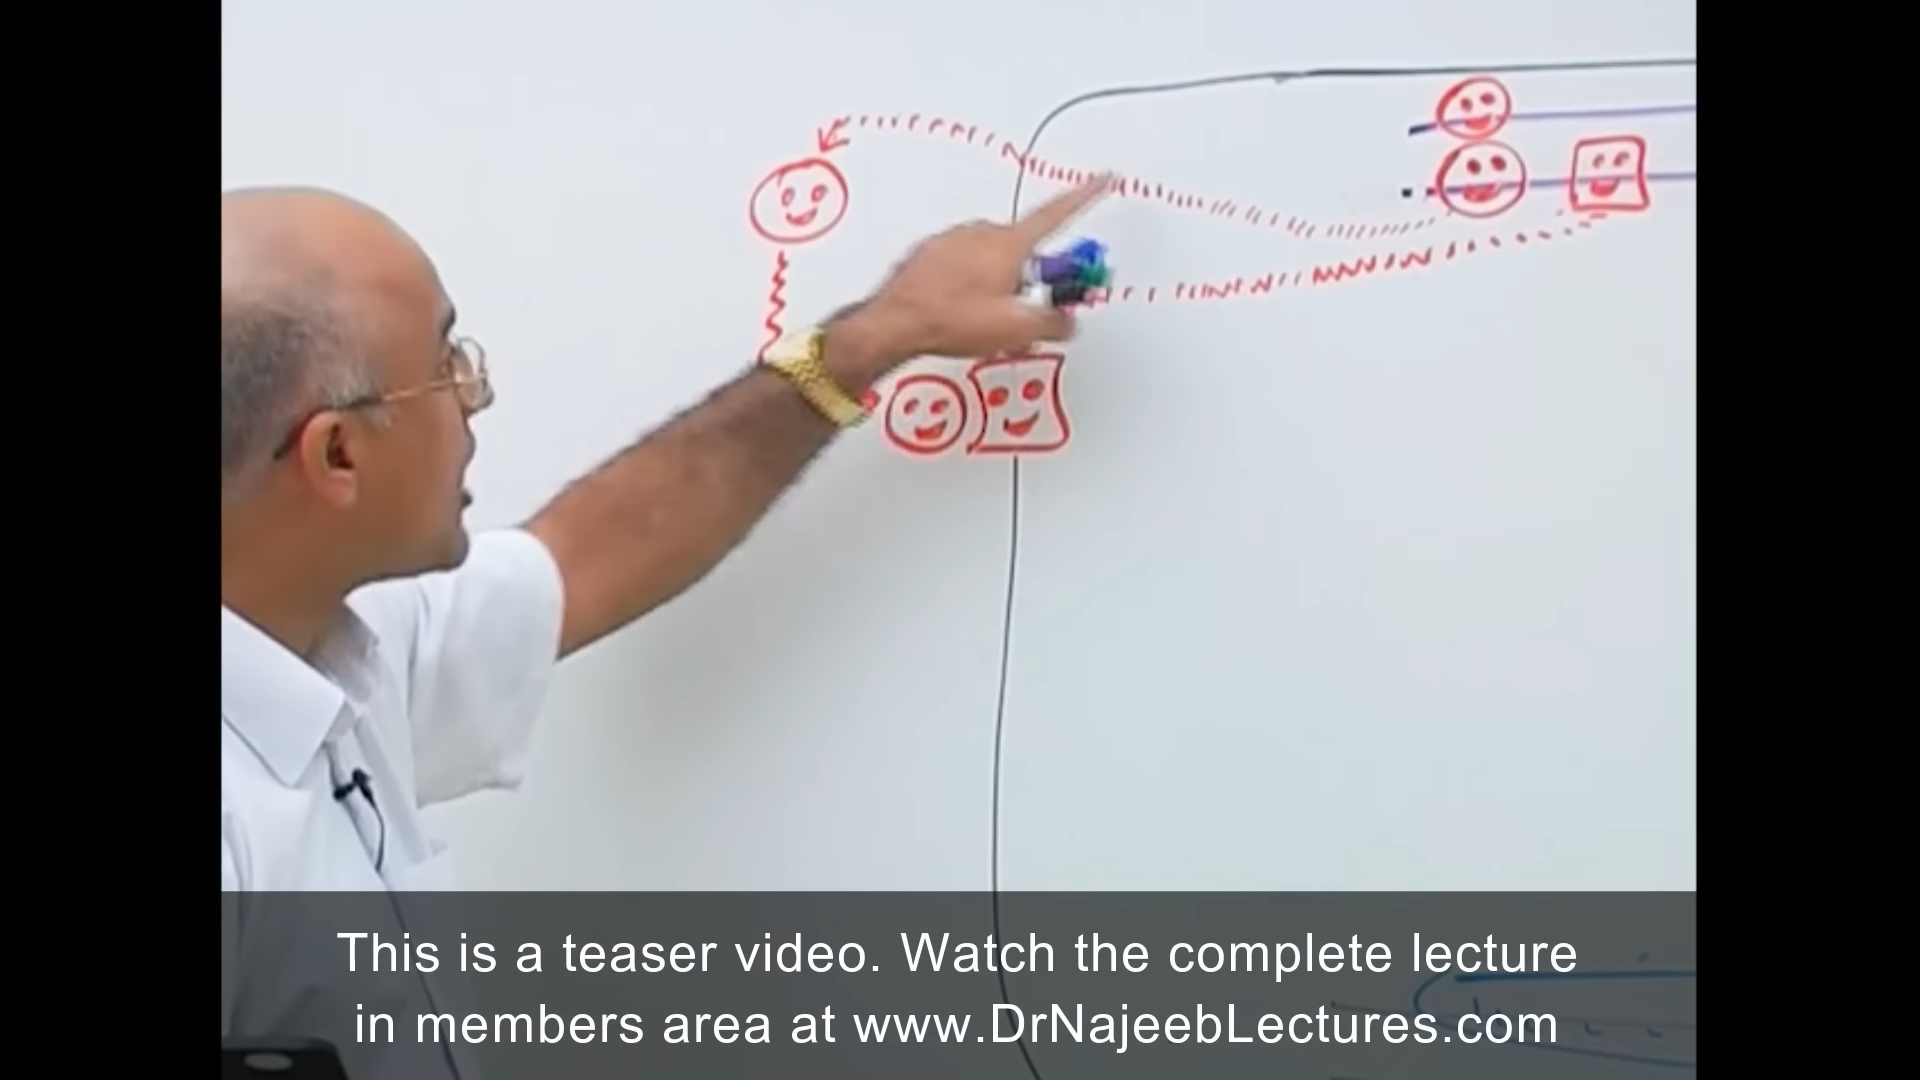 This is a teaser video. Watch the complete lecture
in members area at www.DrNajeebLectures.com